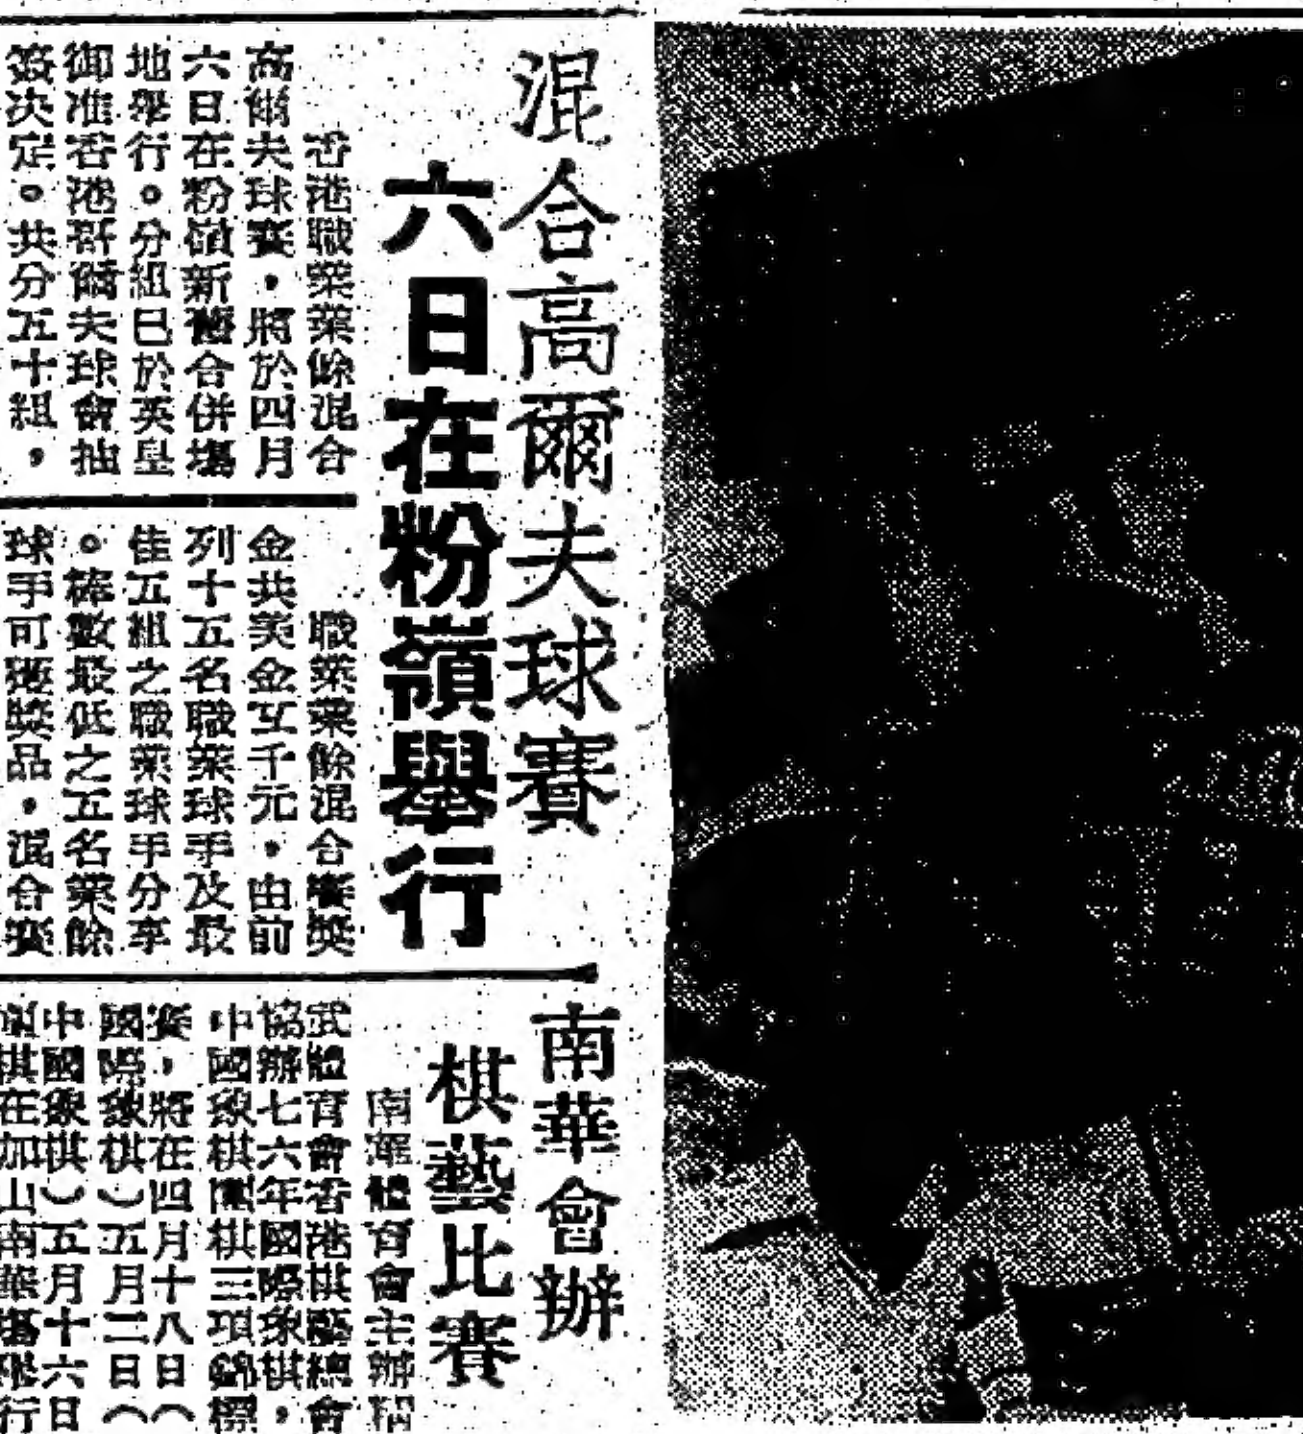 混合高爾夫球賽
六日在粉嶺舉行
香港職業業餘混合
高爾夫球賽，將於四月
六日在粉嶺新舊合併塲
地舉行。分組已於英皇
御准香港哥爾夫球會抽
簽决定。共分五十組，
職業業餘混合賽獎
金共美金五千元，由前
列十五名職業球手及最
佳五組之職業球手分享
。棒數最低之五名業餘
球手可獲獎品，混合賽
南華會辦
棋藝比賽
南華體育會主辦
武體育會香港棋藝總會
協辦七六年國際象棋，
中國象棋圍棋三項錦標
賽，將在四月十八日（
國際象棋）五月二日（
中國象棋）五月十六日
棋在加山南華塲舉行